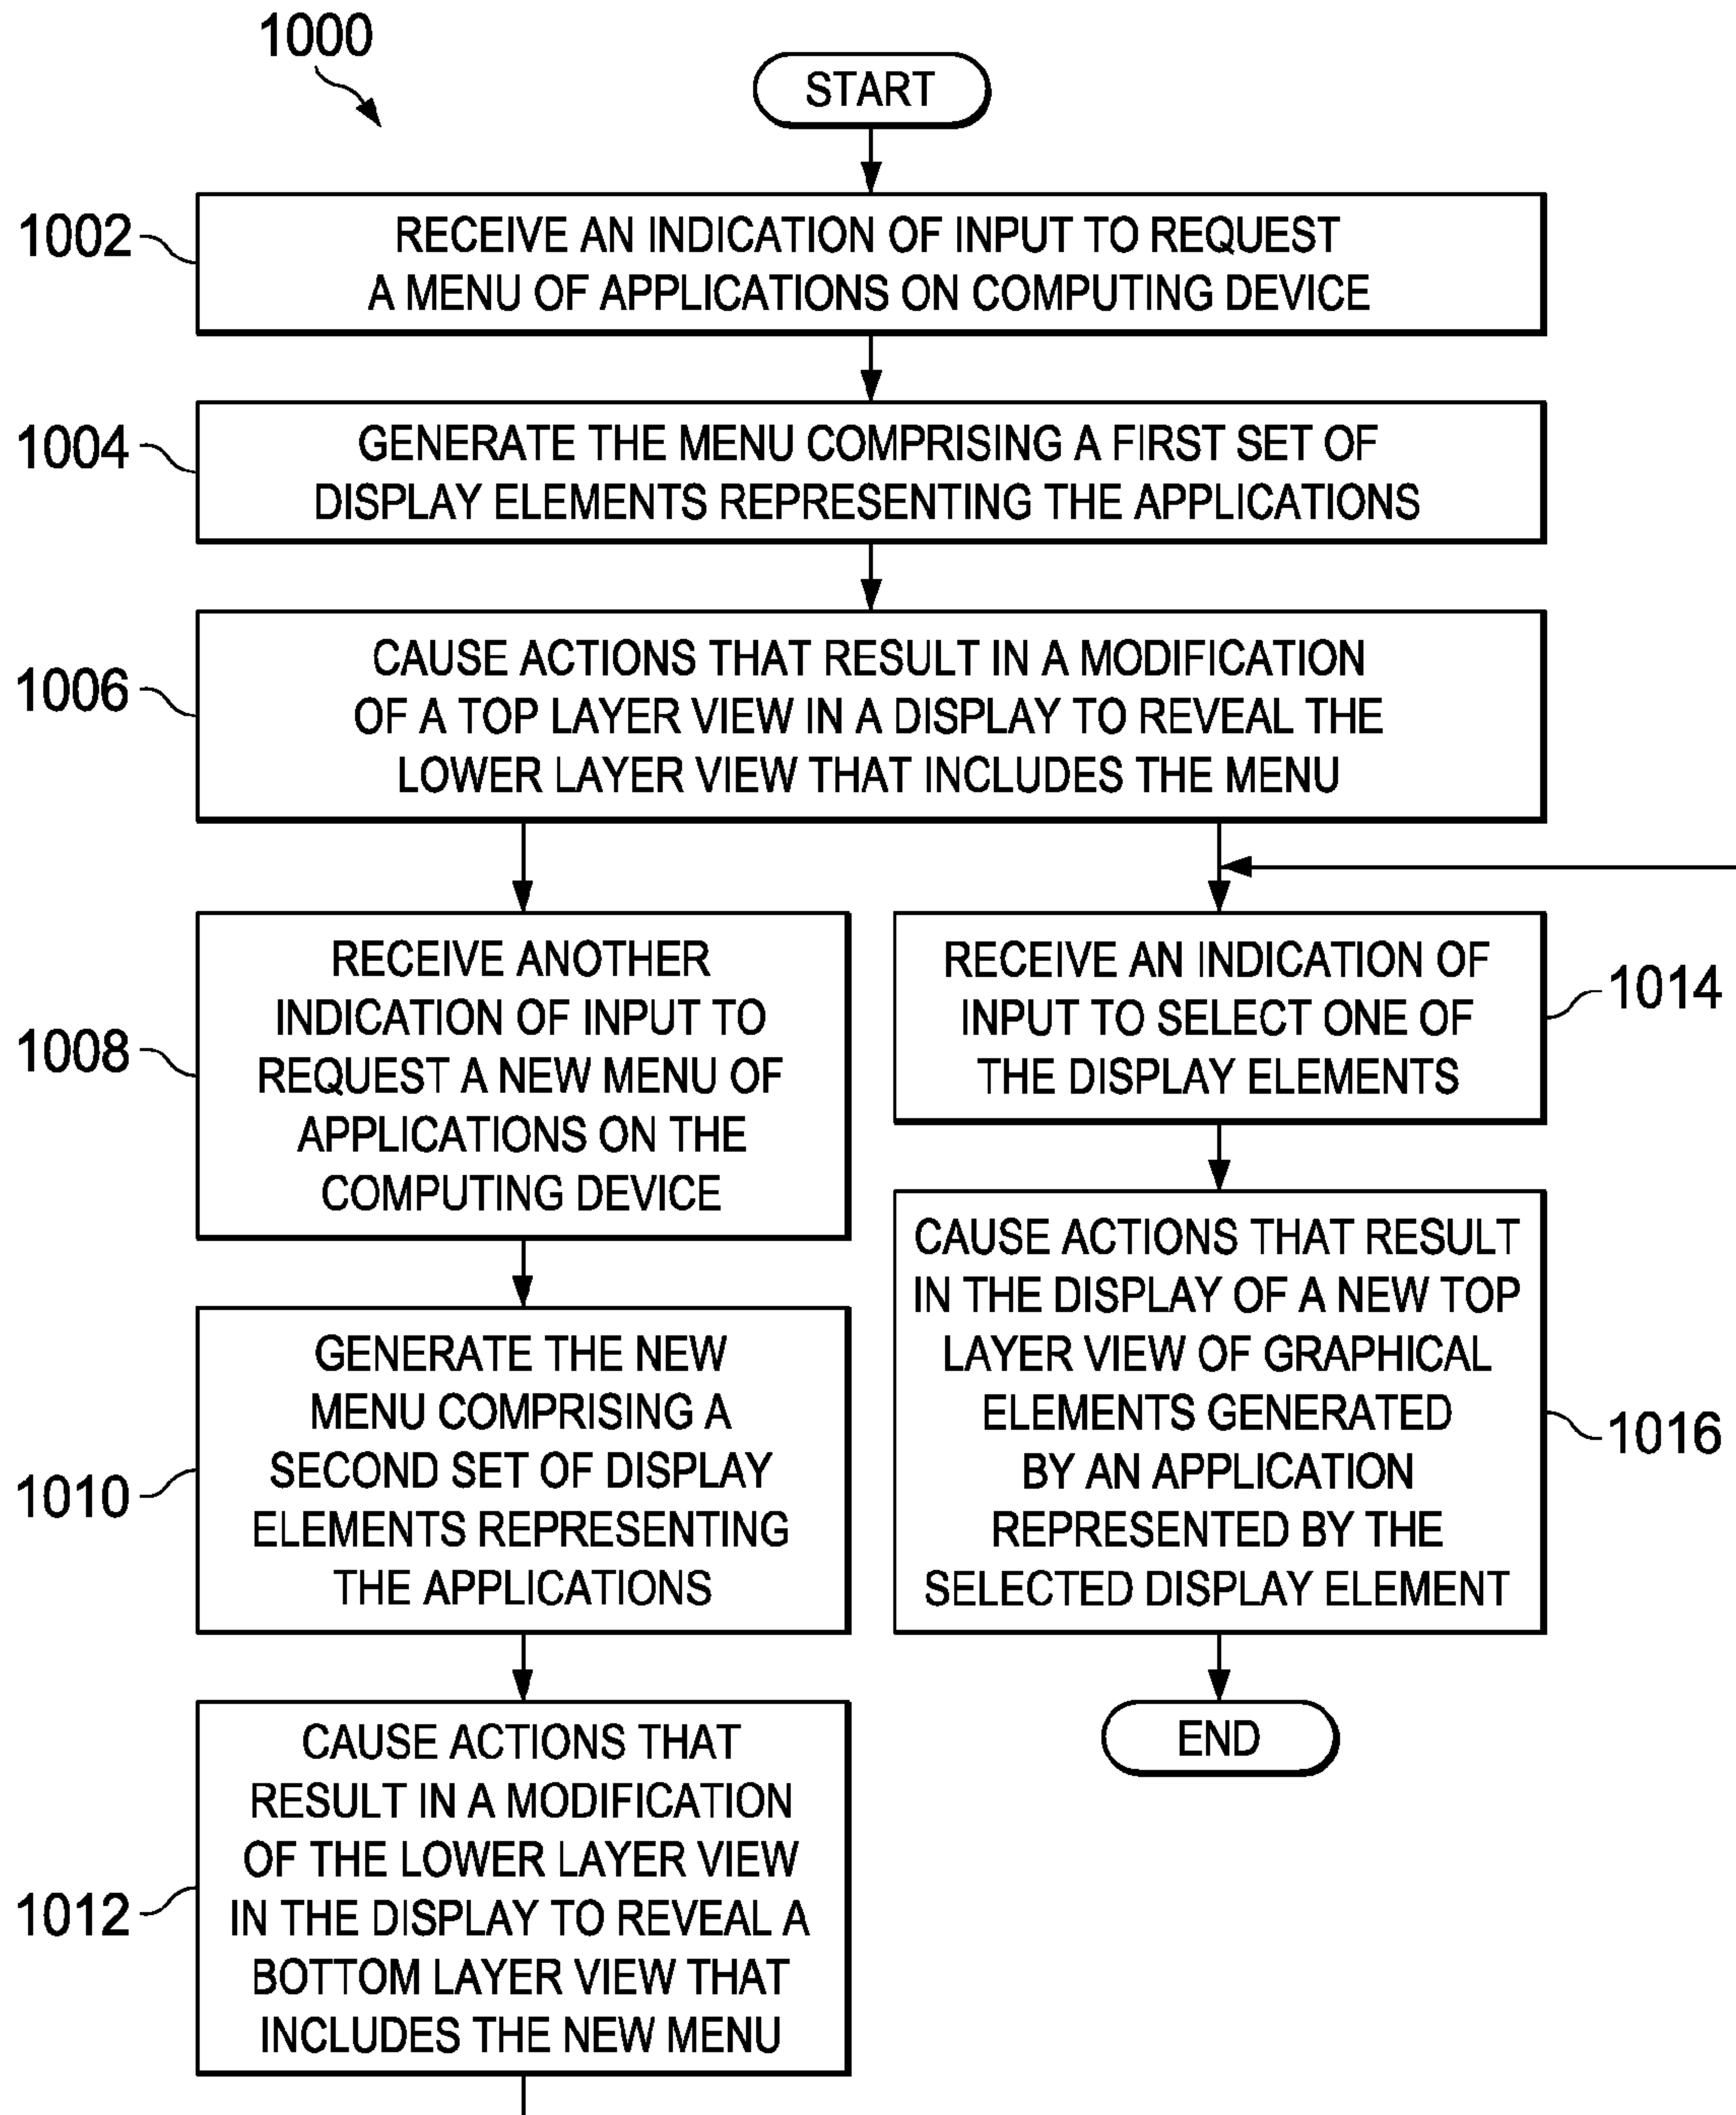 1000
START
1002
RECEIVE AN INDICATION OF INPUT TO REQUEST
A MENU OF APPLICATIONS ON COMPUTING DEVICE
1004
GENERATE THE MENU COMPRISING A FIRST SET OF
DISPLAY ELEMENTS REPRESENTING THE APPLICATIONS
1006
CAUSE ACTIONS THAT RESULT IN A MODIFICATION
OF A TOP LAYER VIEW IN A DISPLAY TO REVEAL THE
LOWER LAYER VIEW THAT INCLUDES THE MENU
1008
RECEIVE ANOTHER
INDICATION OF INPUT TO
REQUEST A NEW MENU OF
APPLICATIONS ON THE
COMPUTING DEVICE
1010
GENERATE THE NEW
MENU COMPRISING A
SECOND SET OF DISPLAY
ELEMENTS REPRESENTING
THE APPLICATIONS
1012
CAUSE ACTIONS THAT
RESULT IN A MODIFICATION
OF THE LOWER LAYER VIEW
IN THE DISPLAY TO REVEAL A
BOTTOM LAYER VIEW THAT
INCLUDES THE NEW MENU
RECEIVE AN INDICATION OF
INPUT TO SELECT ONE OF
THE DISPLAY ELEMENTS
1014
CAUSE ACTIONS THAT RESULT
IN THE DISPLAY OF A NEW TOP
LAYER VIEW OF GRAPHICAL
ELEMENTS GENERATED
BY AN APPLICATION
REPRESENTED BY THE
SELECTED DISPLAY ELEMENT
1016
END